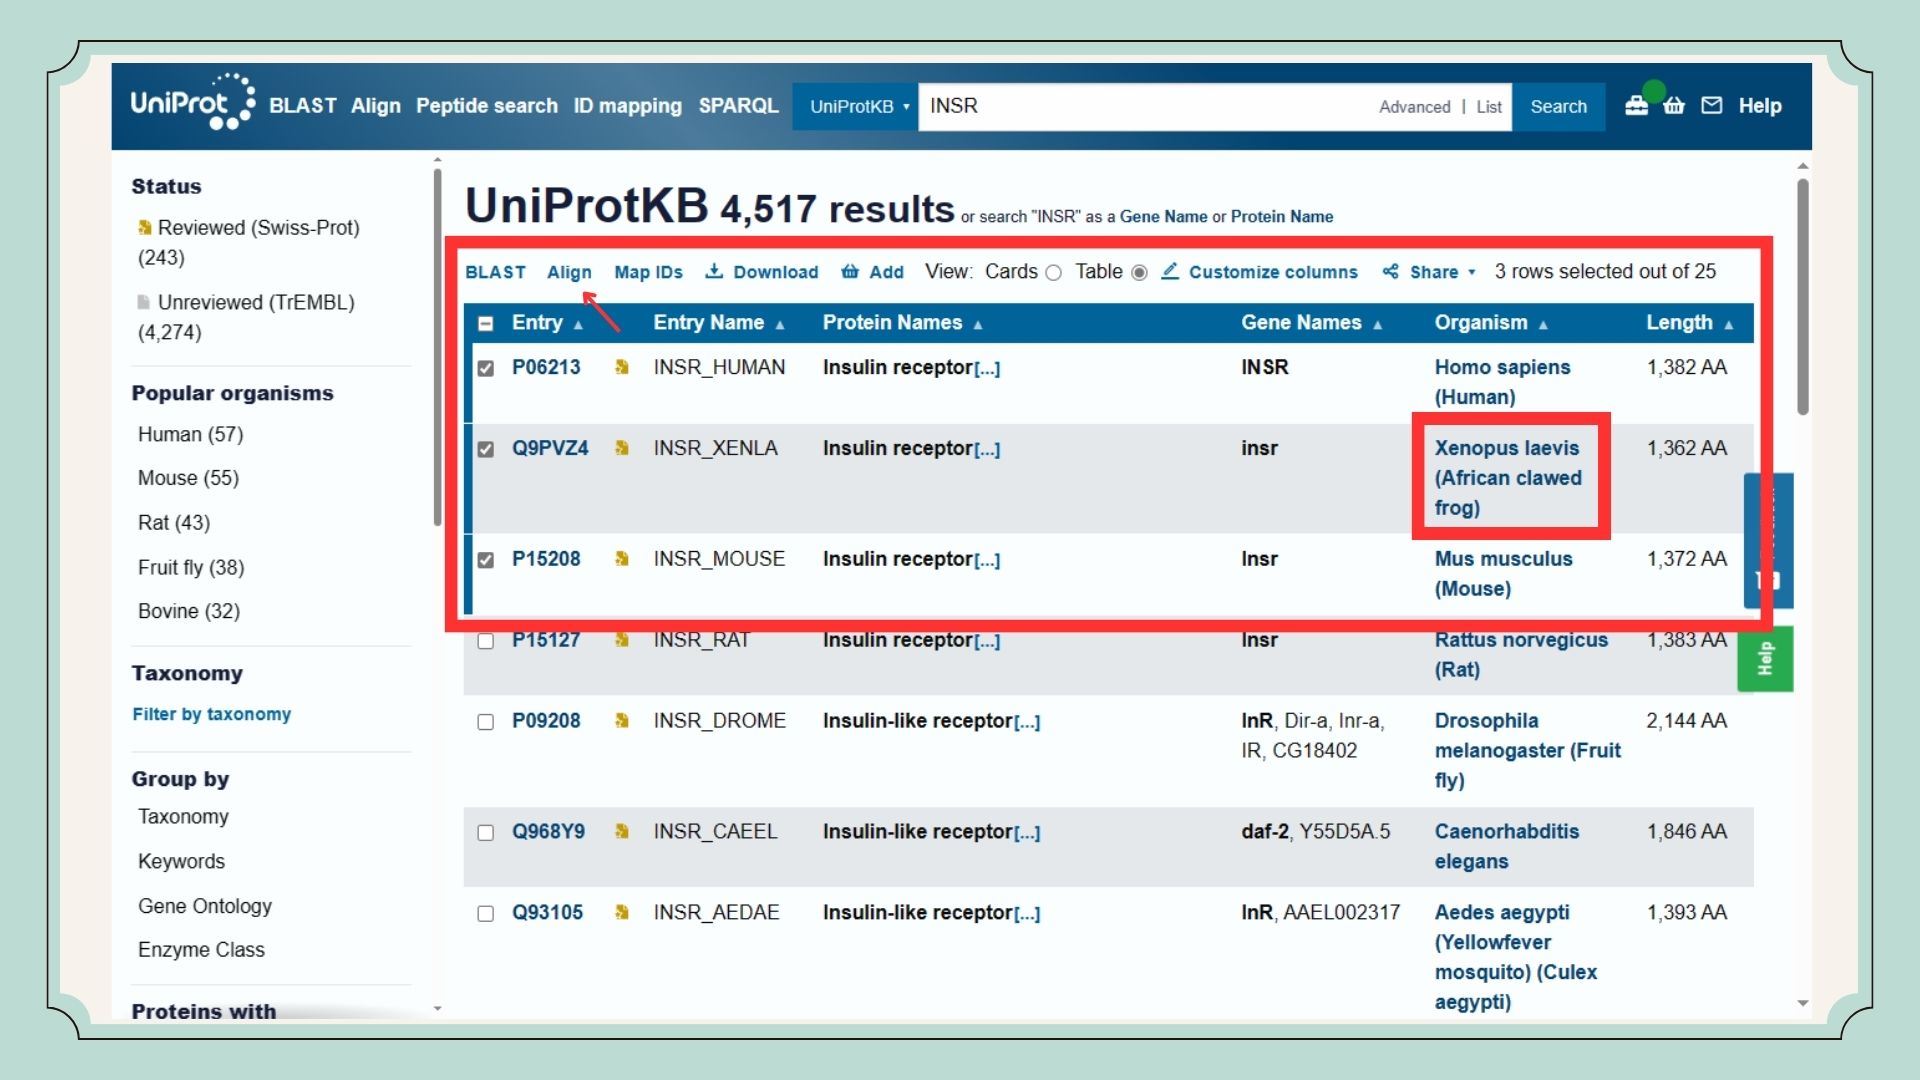 UniProt BLAST Align Peptide search ID mapping SPARQL UniProtKB INSR Advanced | List Search Help
Status
Reviewed (Swiss-Prot)
(243)
Unreviewed (TrEMBL)
(4,274)
Popular organisms
Human (57)
Mouse (55)
Rat (43)
Fruit fly (38)
Bovine (32)
Taxonomy
Filter by taxonomy
Group by
Taxonomy
Keywords
Gene Ontology
Enzyme Class
Proteins with
UniProtKB 4,517 results or search "INSR" as a Gene Name or Protein Name
BLAST Align Map IDs Download Add View: Cards Table Customize columns Share 3 rows selected out of 25
Entry Entry Name Protein Names Gene Names Organism Length
P06213 INSR_HUMAN Insulin receptor[...] INSR Homo sapiens 1,382 AA
(Human)
Q9PVZ4 INSR_XENLA Insulin receptor[...] insr Xenopus laevis 1,362 AA
(African clawed
frog)
P15208 INSR_MOUSE Insulin receptor[...] Insr Mus musculus 1,372 AA
(Mouse)
P15127 INSR_RAT Insulin receptor[...] Insr Rattus norvegicus 1,383 AA
(Rat)
P09208 INSR_DROME Insulin-like receptor[...] InR, Dir-a, Inr-a, Drosophila 2,144 AA
IR, CG18402 melanogaster (Fruit
fly)
Q968Y9 INSR_CAEEL Insulin-like receptor[...] daf-2, Y55D5A.5 Caenorhabditis 1,846 AA
elegans
Q93105 INSR_AEDAE Insulin-like receptor[...] InR, AAEL002317 Aedes aegypti 1,393 AA
(Yellowfever
mosquito) (Culex
aegypti)
Help